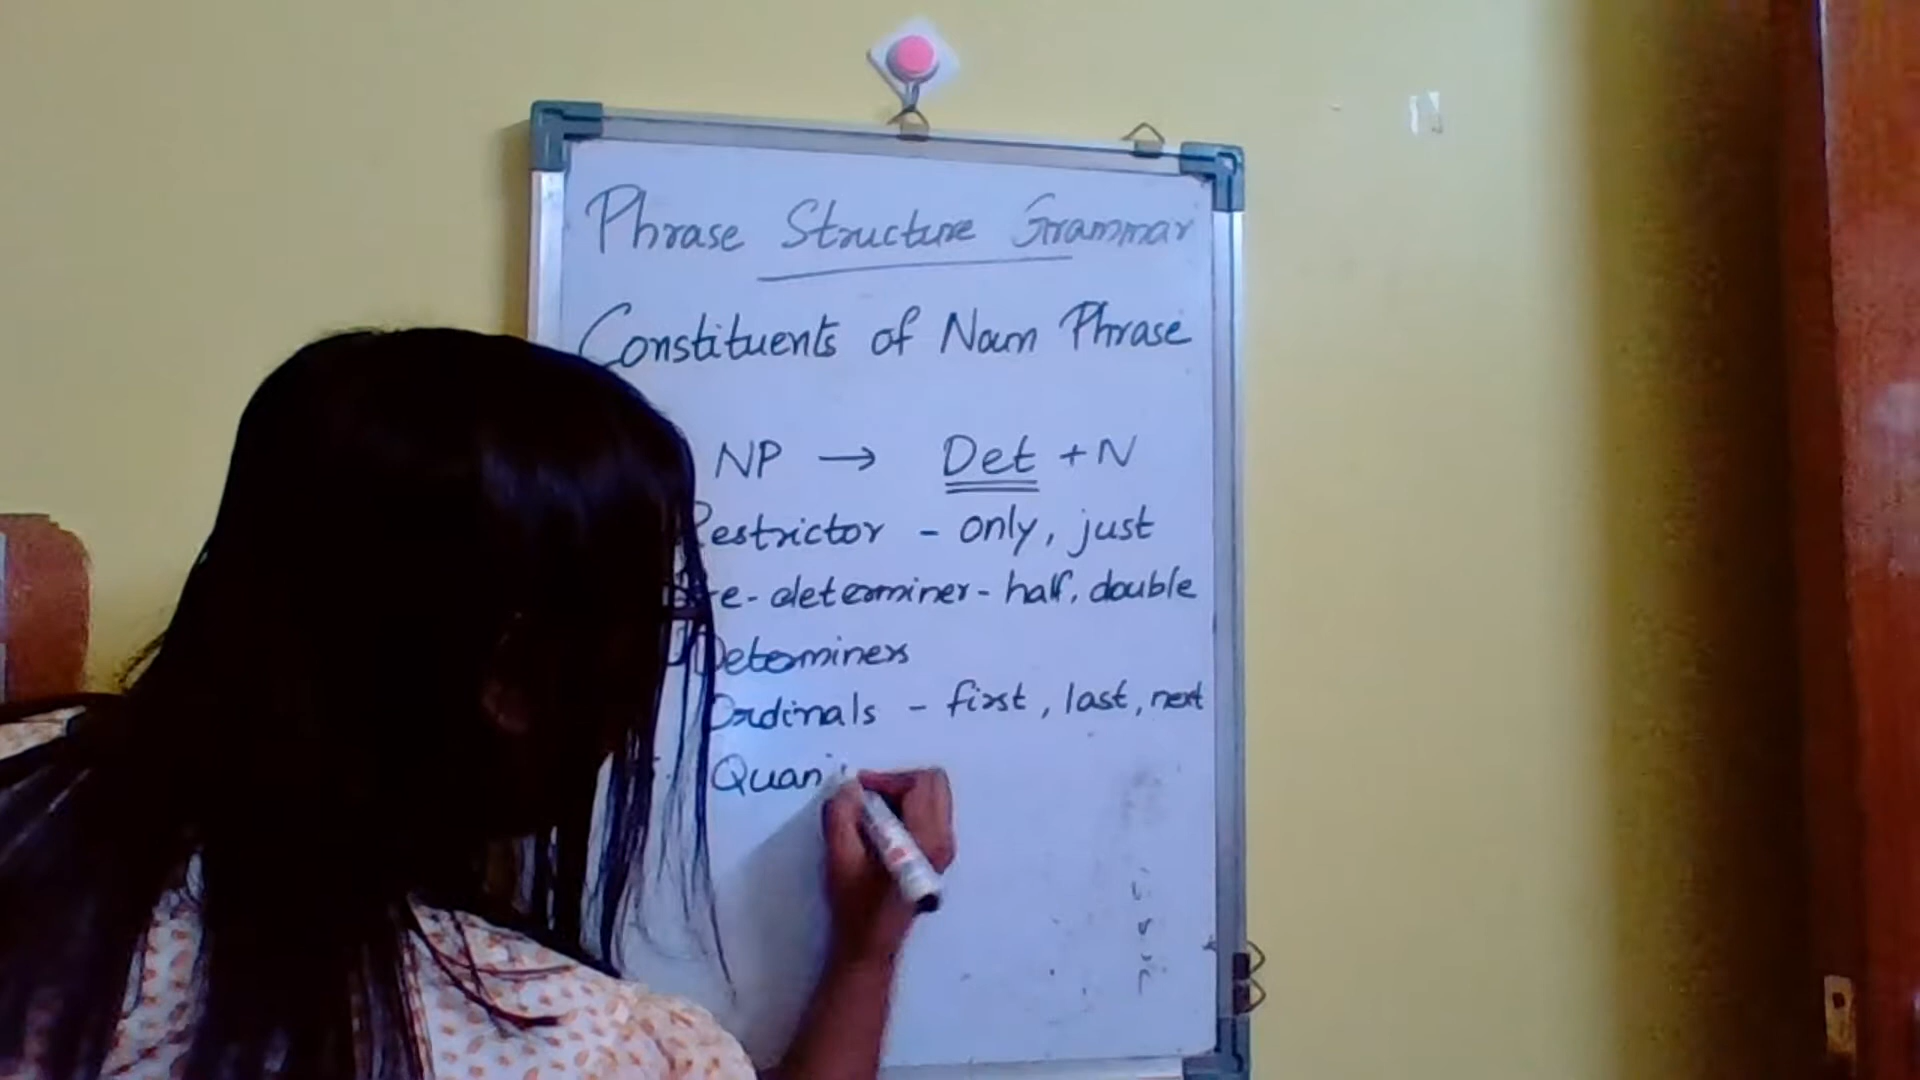 Phrase Structure Grammar
Constituents of Noun Phrase
NP → Det + N
Restrictor - only, just
Pre-determiner - half, double
Determiners
Ordinals - first, last, next
Quan